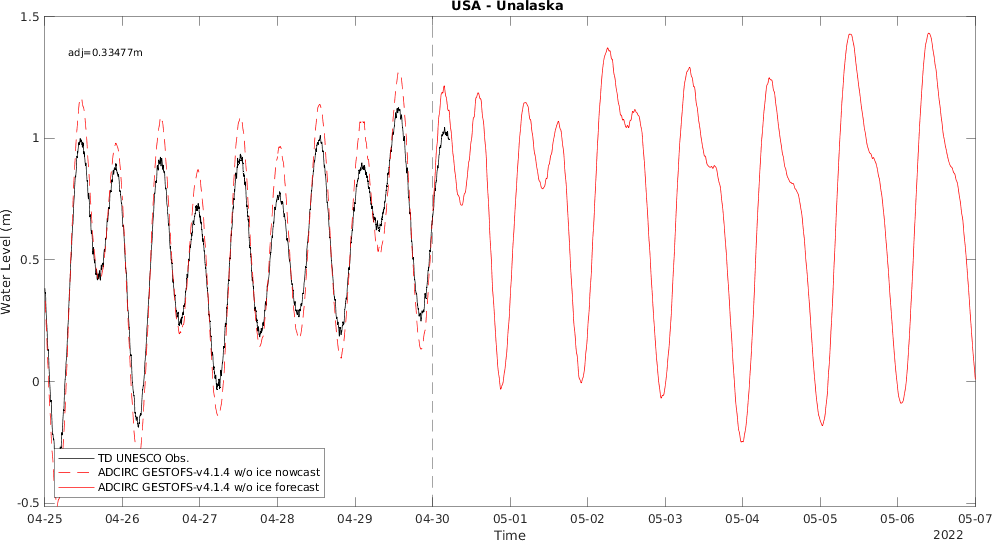 USA - Unalaska
adj=0.33477m
Water Level (m)
1.5
1
0.5
0
-0.5
TD UNESCO Obs.
ADCIRC GESTOFS-v4.1.4 w/o ice nowcast
ADCIRC GESTOFS-v4.1.4 w/o ice forecast
04-25 04-26 04-27 04-28 04-29 04-30 05-01 05-02 05-03 05-04 05-05 05-06 05-07
Time
2022